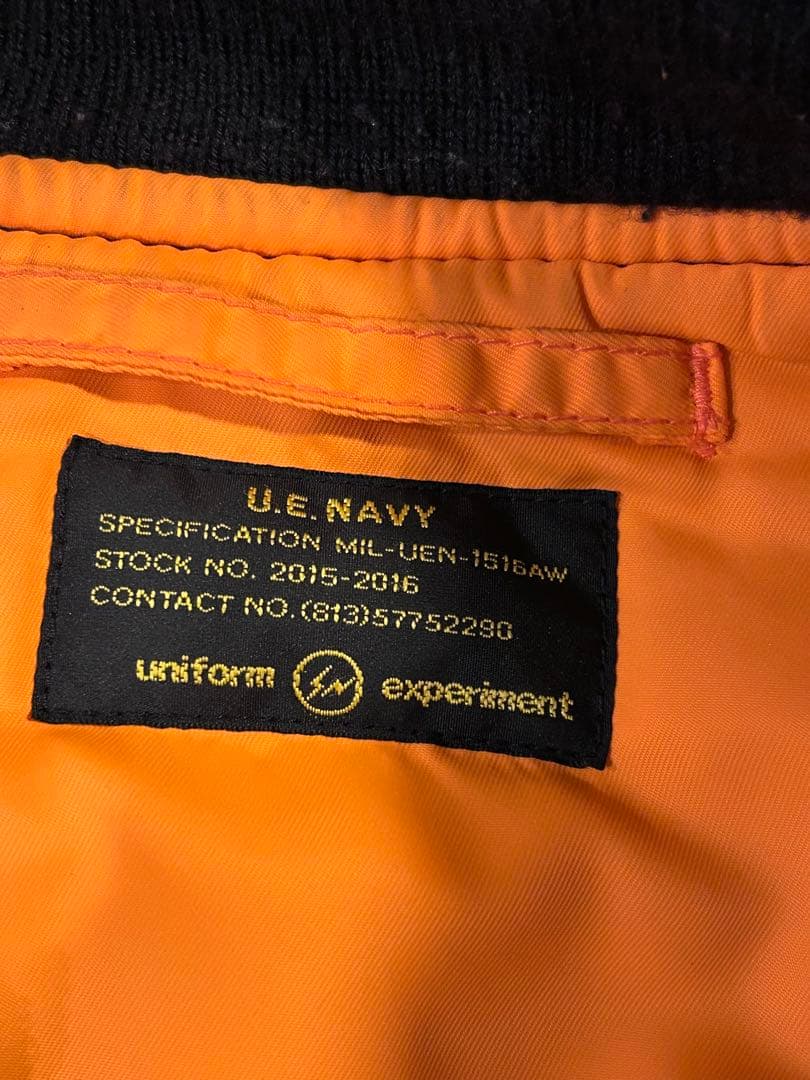 U.E. NAVY
SPECIFICATION MIL-UEN-1516AW
STOCK NO. 2015-2016
CONTACT NO.(813)57752290
uniform experiment